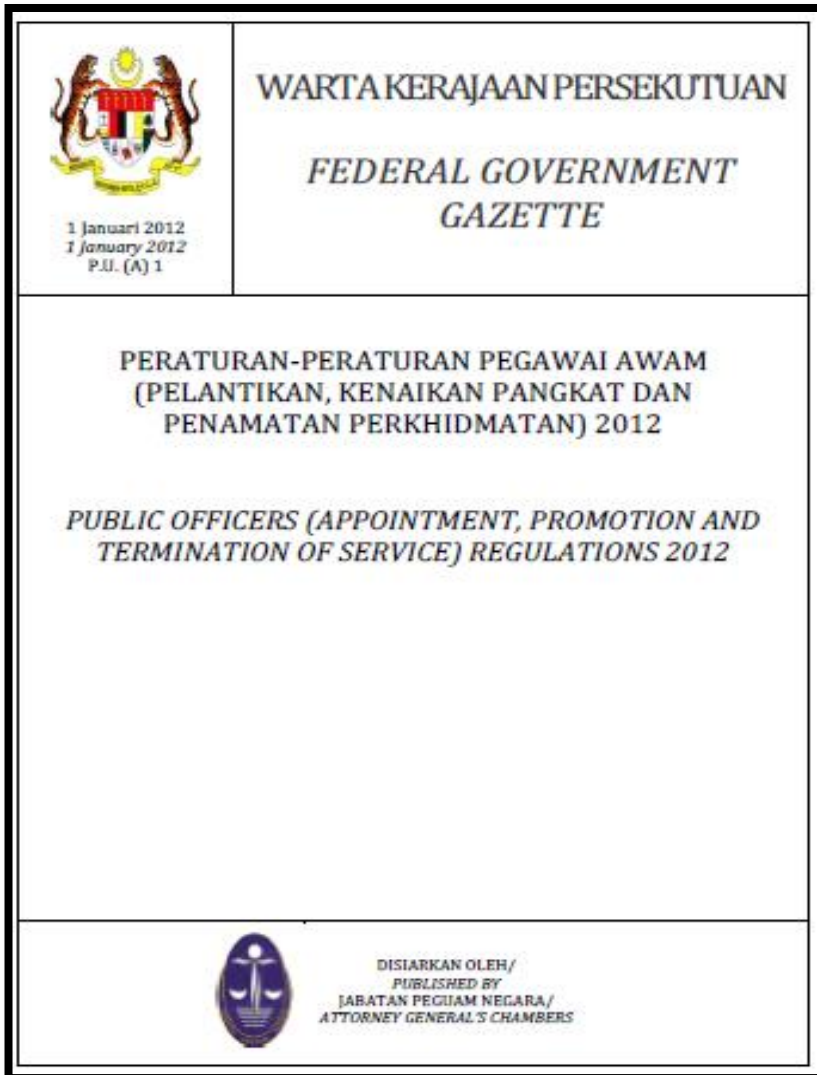 1 Januari 2012
1 January 2012
P.U. (A) 1
WARTA KERAJAAN PERSEKUTUAN
FEDERAL GOVERNMENT
GAZETTE
PERATURAN-PERATURAN PEGAWAI AWAM
(PELANTIKAN, KENAIKAN PANGKAT DAN
PENAMATAN PERKHIDMATAN) 2012
PUBLIC OFFICERS (APPOINTMENT, PROMOTION AND
TERMINATION OF SERVICE) REGULATIONS 2012
DISIARKAN OLEH/
PUBLISHED BY
JABATAN PEGUAM NEGARA/
ATTORNEY GENERAL'S CHAMBERS